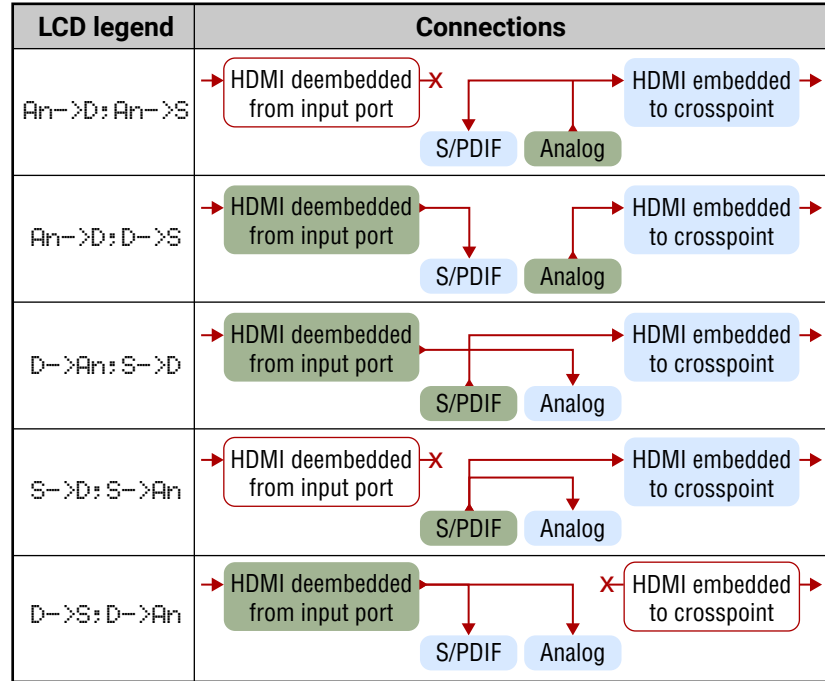 LCD legend
Connections
An->D;An->S
HDMI deembedded
from input port
X
S/PDIF
Analog
HDMI embedded
to crosspoint
An->D;D->S
HDMI deembedded
from input port
S/PDIF
Analog
HDMI embedded
to crosspoint
D->An;S->D
HDMI deembedded
from input port
S/PDIF
Analog
HDMI embedded
to crosspoint
S->D;S->An
HDMI deembedded
from input port
X
S/PDIF
Analog
HDMI embedded
to crosspoint
D->S;D->An
HDMI deembedded
from input port
S/PDIF
Analog
X
HDMI embedded
to crosspoint